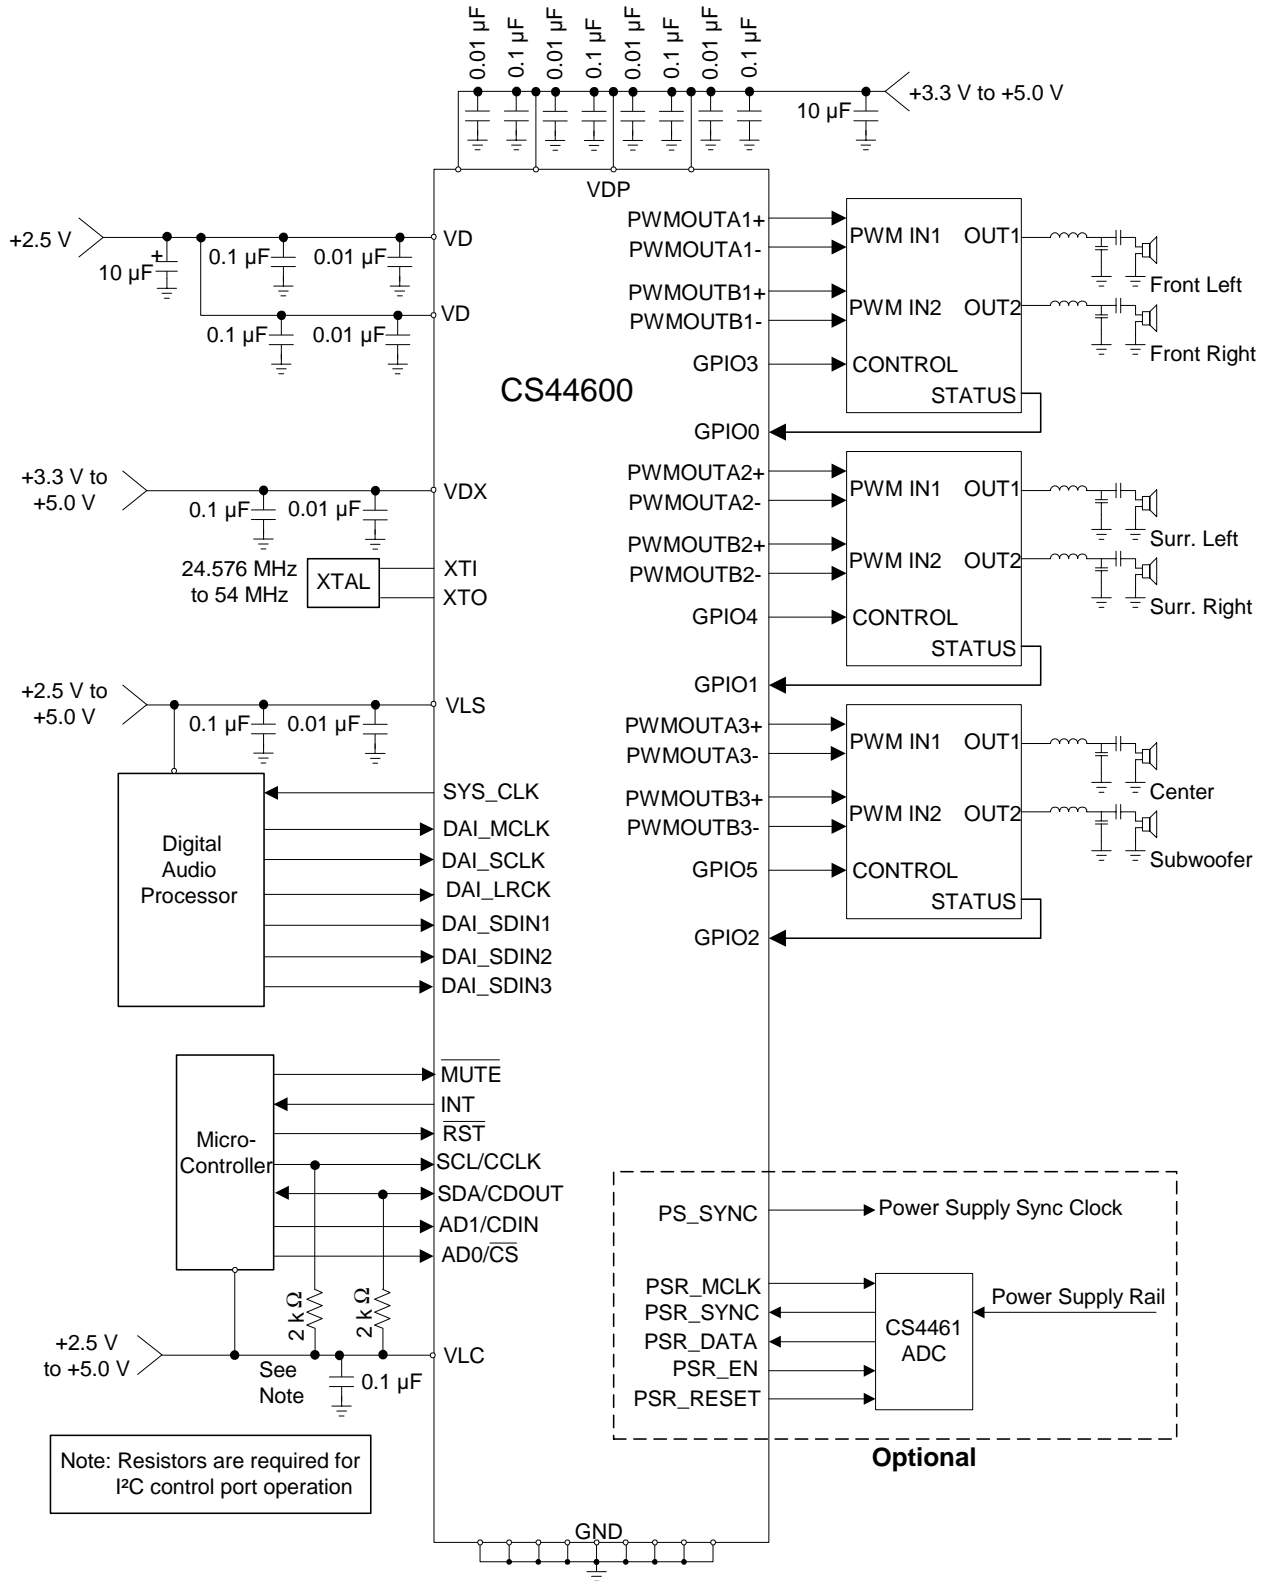 0.01 µF
0.1 µF
0.01 µF
0.1 µF
0.01 µF
0.1 µF
0.01 µF
0.1 µF
10 µF
+3.3 V to +5.0 V
VDP
+2.5 V
10 µF
+
0.1 µF
0.01 µF
VD
0.1 µF
0.01 µF
VD
CS44600
+3.3 V to
+5.0 V
0.1 µF
0.01 µF
VDX
24.576 MHz
to 54 MHz
XTAL
XTI
XTO
+2.5 V to
+5.0 V
0.1 µF
0.01 µF
VLS
Digital
Audio
Processor
SYS_CLK
DAI_MCLK
DAI_SCLK
DAI_LRCK
DAI_SDIN1
DAI_SDIN2
DAI_SDIN3
Micro-
Controller
MUTE
INT
RST
SCL/CCLK
SDA/CDOUT
AD1/CDIN
AD0/CS
2 kΩ
2 kΩ
+2.5 V
to +5.0 V
See
Note
0.1 µF
VLC
Note: Resistors are required for
I²C control port operation
GND
PWMOUTA1+
PWMOUTA1-
PWMOUTB1+
PWMOUTB1-
GPIO3
GPIO0
PWM IN1
OUT1
PWM IN2
OUT2
CONTROL
STATUS
Front Left
Front Right
PWMOUTA2+
PWMOUTA2-
PWMOUTB2+
PWMOUTB2-
GPIO4
GPIO1
PWM IN1
OUT1
PWM IN2
OUT2
CONTROL
STATUS
Surr. Left
Surr. Right
PWMOUTA3+
PWMOUTA3-
PWMOUTB3+
PWMOUTB3-
GPIO5
GPIO2
PWM IN1
OUT1
PWM IN2
OUT2
CONTROL
STATUS
Center
Subwoofer
PS_SYNC
Power Supply Sync Clock
PSR_MCLK
PSR_SYNC
PSR_DATA
PSR_EN
PSR_RESET
CS4461
ADC
Power Supply Rail
Optional